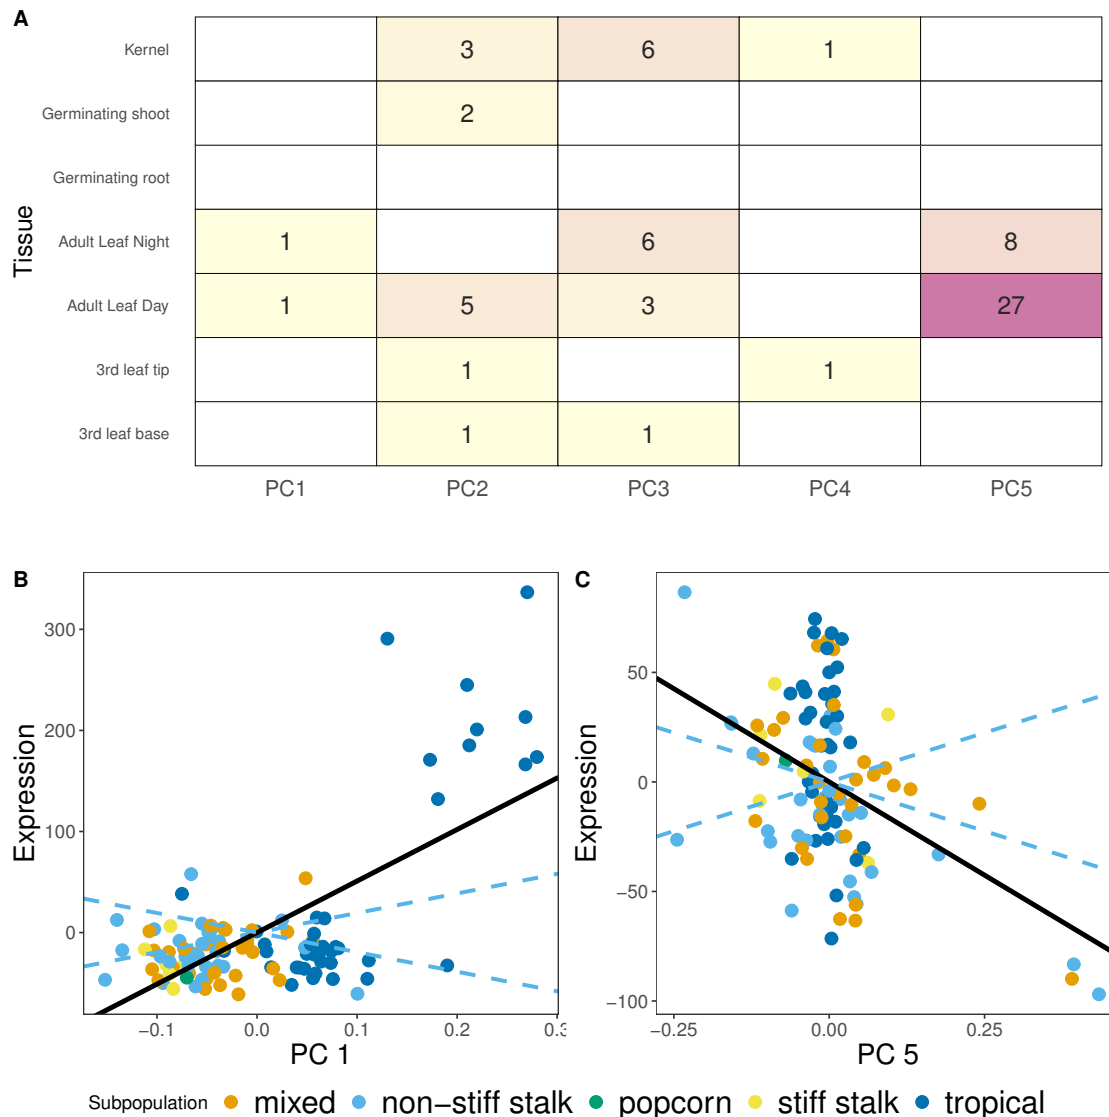 A
Kernel 3 6 1
Germinating shoot 2
Germinating root
Adult Leaf Night 1 6 8
Adult Leaf Day 1 5 3 27
3rd leaf tip 1 1
3rd leaf base 1 1
Tissue
PC1 PC2 PC3 PC4 PC5
B
300
200
100
0
Expression
−0.1 0.0 0.1 0.2 0.3
PC 1
C
50
0
−50
−100
Expression
−0.25 0.00 0.25
PC 5
Subpopulation mixed non−stiff stalk popcorn stiff stalk tropical